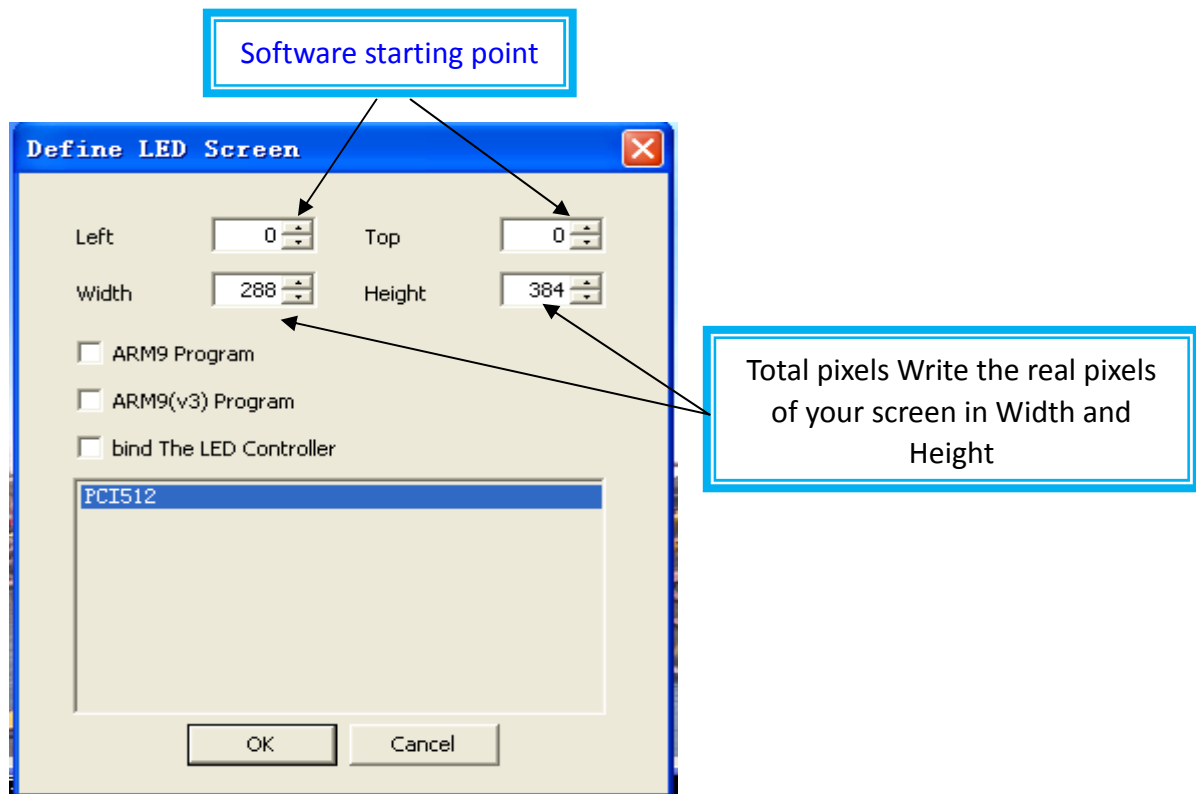 Software starting point
Define LED Screen
Left 0 Top 0
Width 288 Height 384
ARM9 Program
ARM9(v3) Program
bind The LED Controller
PCI512
OK Cancel
Total pixels Write the real pixels
of your screen in Width and
Height